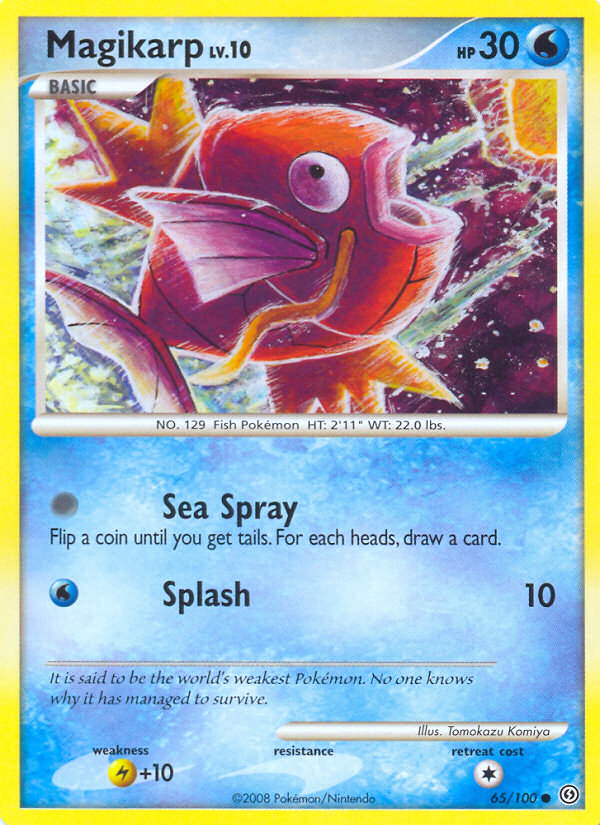 Magikarp LV.10 HP 30
BASIC
NO. 129 Fish Pokémon HT: 2'11" WT: 22.0 lbs.
Sea Spray
Flip a coin until you get tails. For each heads, draw a card.
Splash 10
It is said to be the world's weakest Pokémon. No one knows
why it has managed to survive.
Illus. Tomokazu Komiya
weakness resistance retreat cost
+10
©2008 Pokémon/Nintendo 65/100